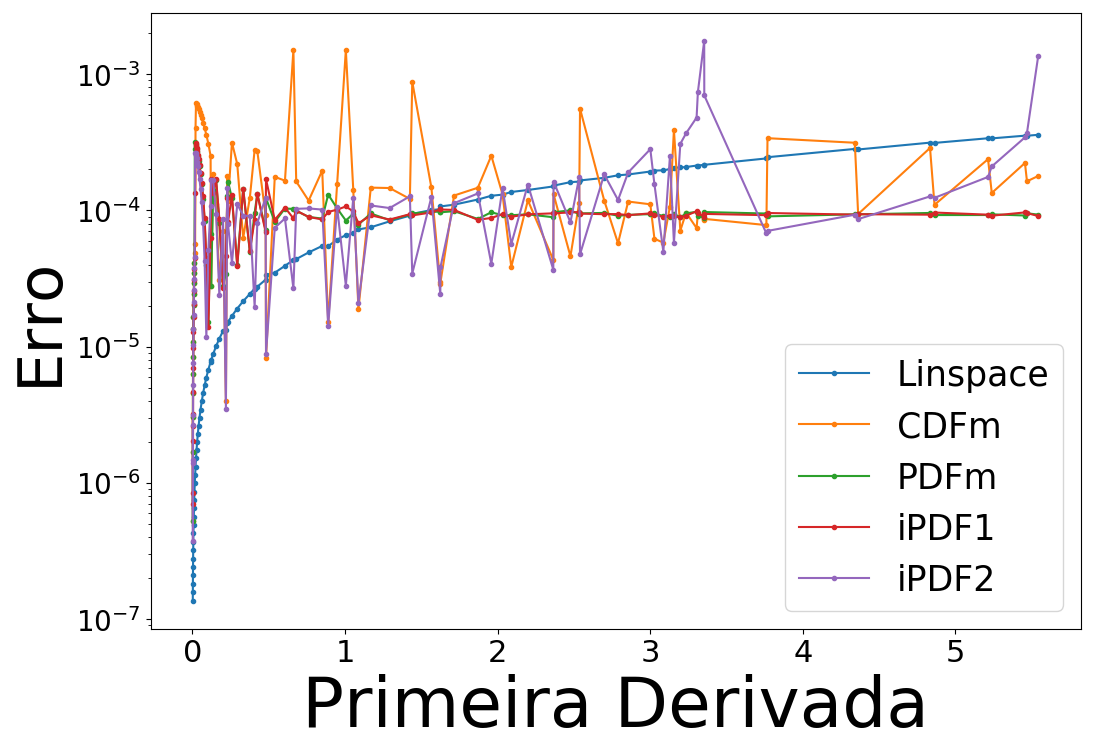 Erro
10⁻³
10⁻⁴
10⁻⁵
10⁻⁶
10⁻⁷
Linspace
CDFm
PDFm
iPDF1
iPDF2
0 1 2 3 4 5
Primeira Derivada